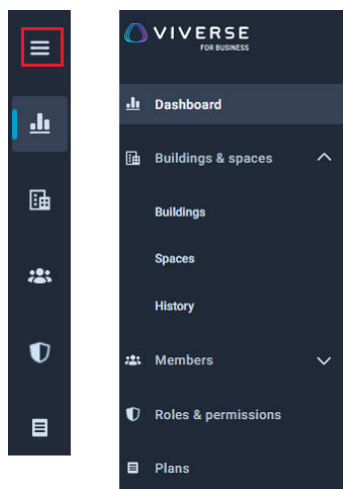 VIVERSE
FOR BUSINESS
Dashboard
Buildings & spaces
Buildings
Spaces
History
Members
Roles & permissions
Plans